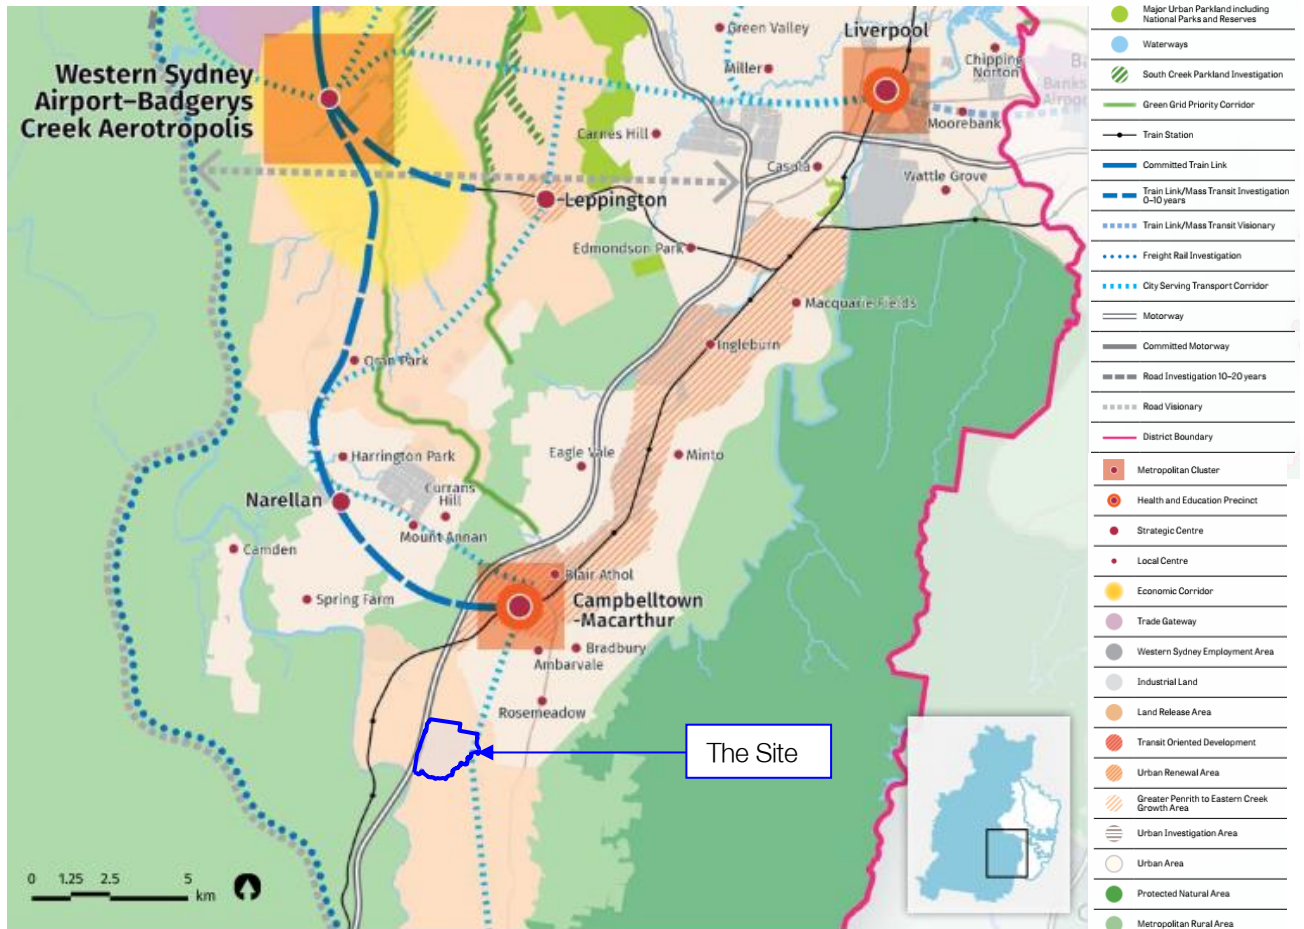 Green Valley
Liverpool
Miller
Chipping
Norton
Western Sydney
Airport–Badgerys
Creek Aerotropolis
Moorebank
Carnes Hill
Casula
Wattle Grove
Leppington
Edmondson Park
Macquarie Fields
Ingleburn
Oran Park
Harrington Park
Eagle Vale
Minto
Currans
Hill
Narellan
Mount Annan
Camden
Blair Athol
Spring Farm
Campbelltown
-Macarthur
Bradbury
Ambarvale
Rosemeadow
The Site
0 1.25 2.5 5
km
Major Urban Parkland including
National Parks and Reserves
Waterways
South Creek Parkland Investigation
Green Grid Priority Corridor
Train Station
Committed Train Link
Train Link/Mass Transit Investigation
0–10 years
Train Link/Mass Transit Visionary
Freight Rail Investigation
City Serving Transport Corridor
Motorway
Committed Motorway
Road Investigation 10–20 years
Road Visionary
District Boundary
Metropolitan Cluster
Health and Education Precinct
Strategic Centre
Local Centre
Economic Corridor
Trade Gateway
Western Sydney Employment Area
Industrial Land
Land Release Area
Transit Oriented Development
Urban Renewal Area
Greater Penrith to Eastern Creek
Growth Area
Urban Investigation Area
Urban Area
Protected Natural Area
Metropolitan Rural Area